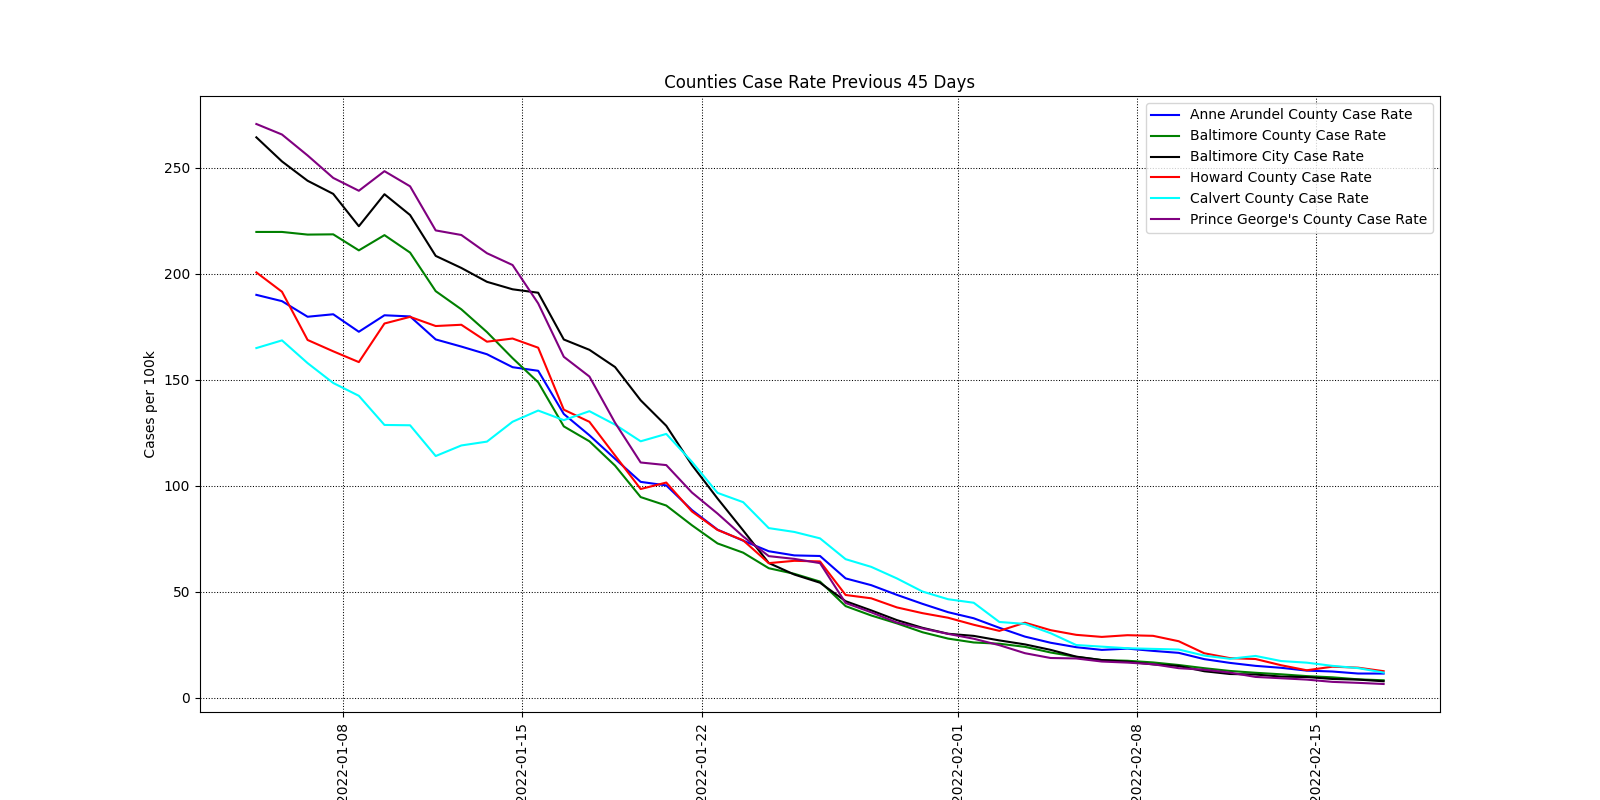 Counties Case Rate Previous 45 Days
Anne Arundel County Case Rate
Baltimore County Case Rate
Baltimore City Case Rate
Howard County Case Rate
Calvert County Case Rate
Prince George's County Case Rate
Cases per 100k
250
200
150
100
50
0
2022-01-08
2022-01-15
2022-01-22
2022-02-01
2022-02-08
2022-02-15